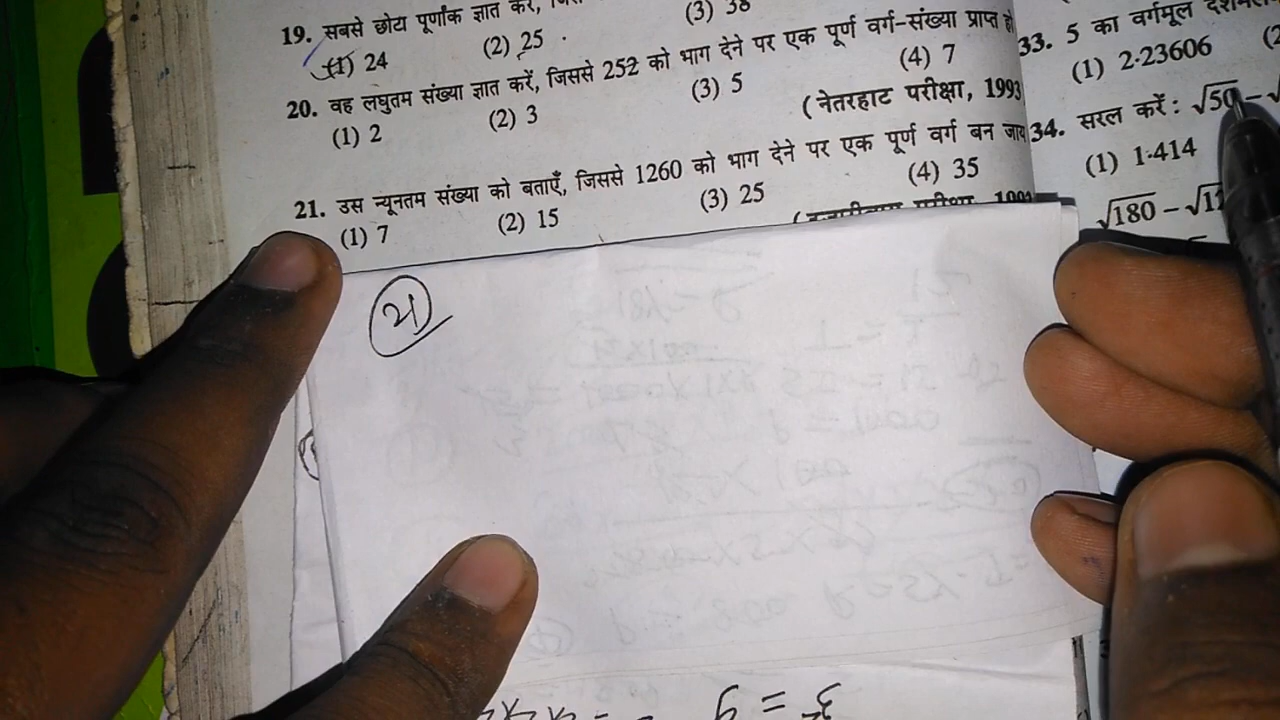 19. सबसे छोटा पूर्णांक ज्ञात करें,
(1) 24 (2) 25 (3) 38
20. वह लघुतम संख्या ज्ञात करें, जिससे 252 को भाग देने पर एक पूर्ण वर्ग-संख्या प्राप्त हो
(1) 2 (2) 3 (3) 5 (4) 7
(नेतरहाट परीक्षा, 1993
21. उस न्यूनतम संख्या को बताएँ, जिससे 1260 को भाग देने पर एक पूर्ण वर्ग बन जाय
(1) 7 (2) 15 (3) 25 (4) 35
33. 5 का वर्गमूल
(1) 2·23606
34. सरल करें : √50 −
(1) 1·414
√180 −